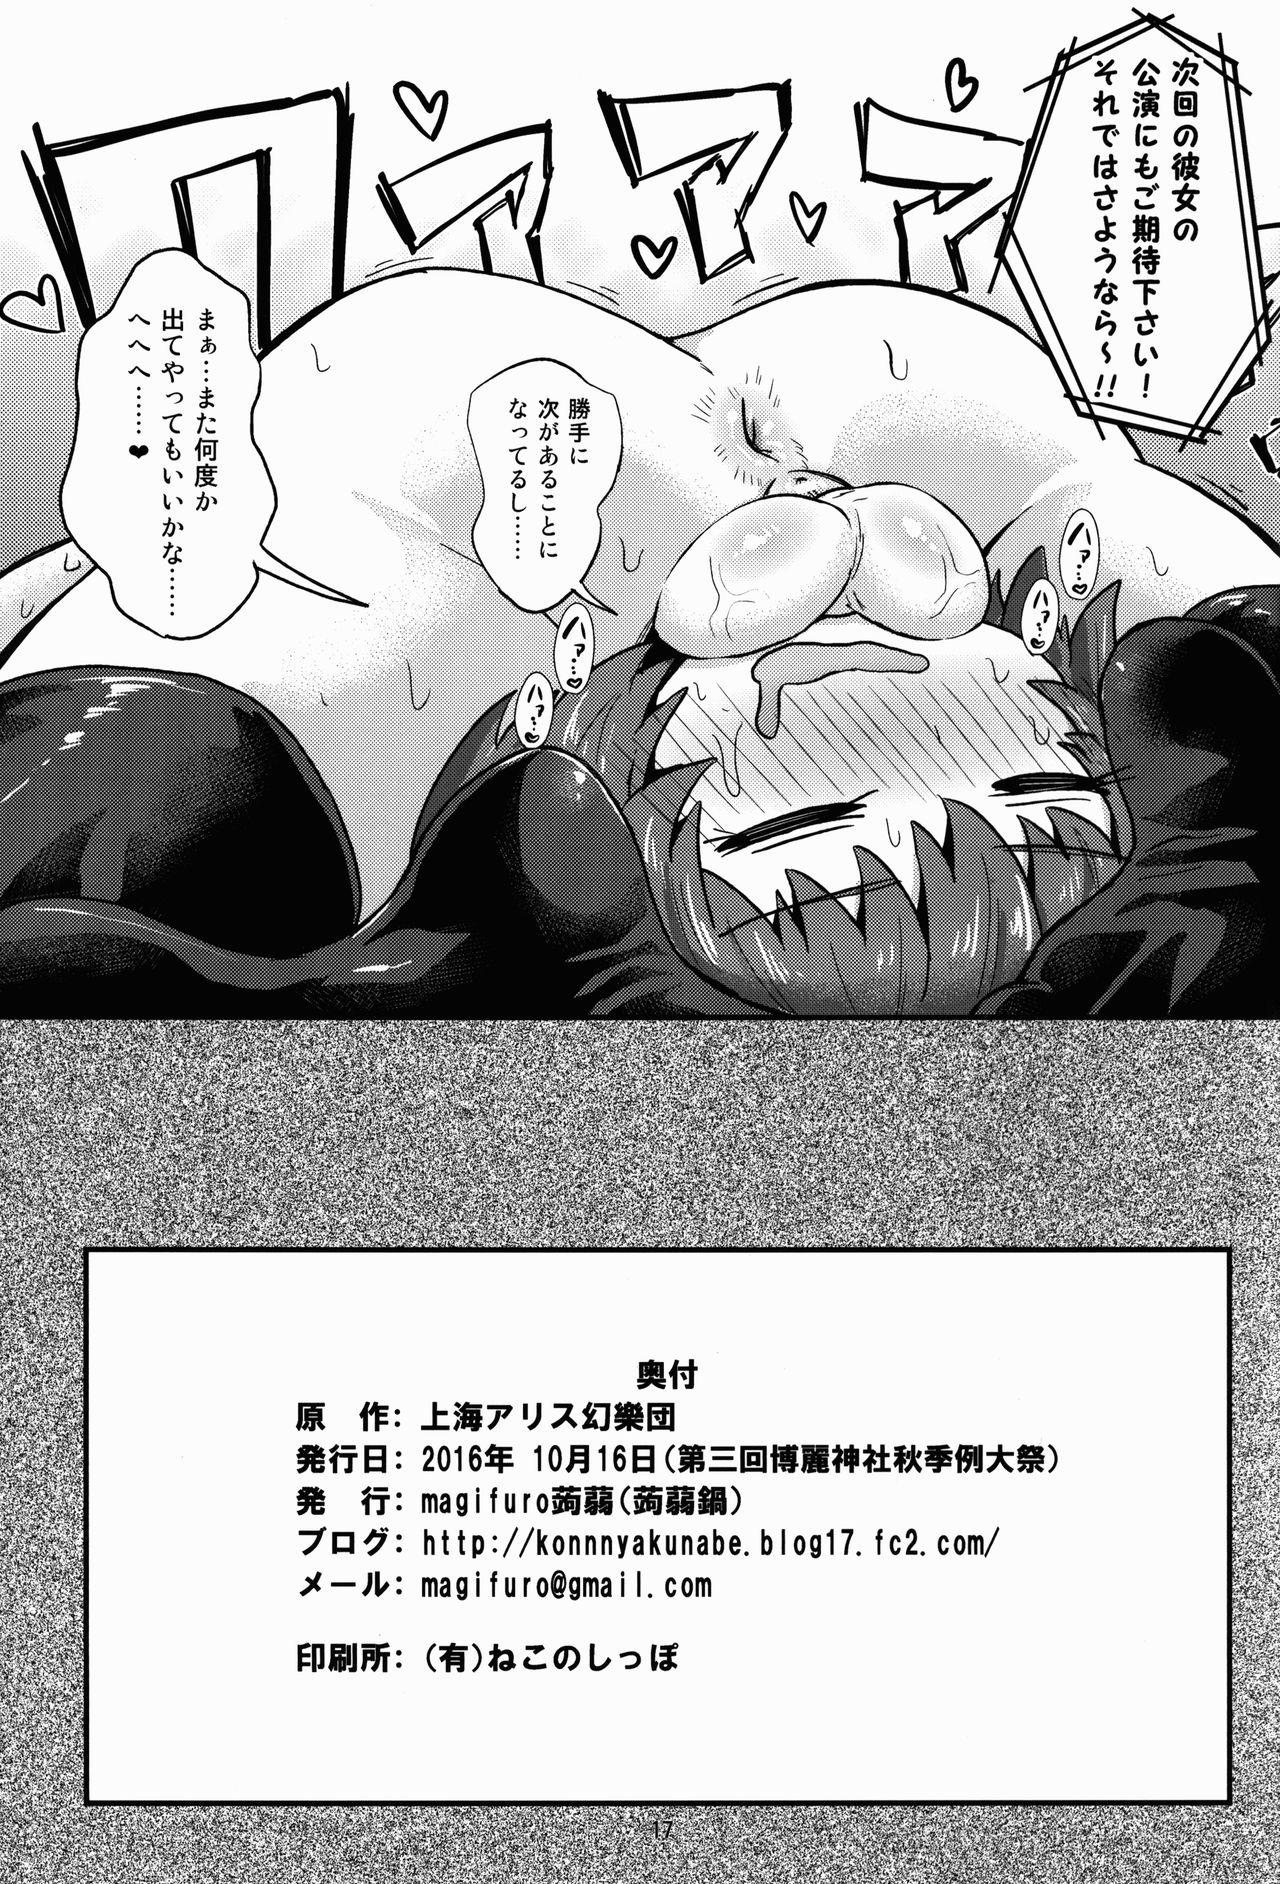 次回の彼女の
公演にもご期待下さい！
それではさようなら～!!
ワァアァ
勝手に
次があることに
なってるし……
まぁ…また何度か
出てやってもいいかな……
へへへ……♥
ハァ…♡
ハァ…♡
ハァ…♡
ハァ…♡
奥付
原　作: 上海アリス幻樂団
発行日: 2016年 10月16日(第三回博麗神社秋季例大祭)
発　行: magifuro蒟蒻(蒟蒻鍋)
ブログ: http://konnnyakunabe.blog17.fc2.com/
メール: magifuro@gmail.com
印刷所: (有)ねこのしっぽ
17